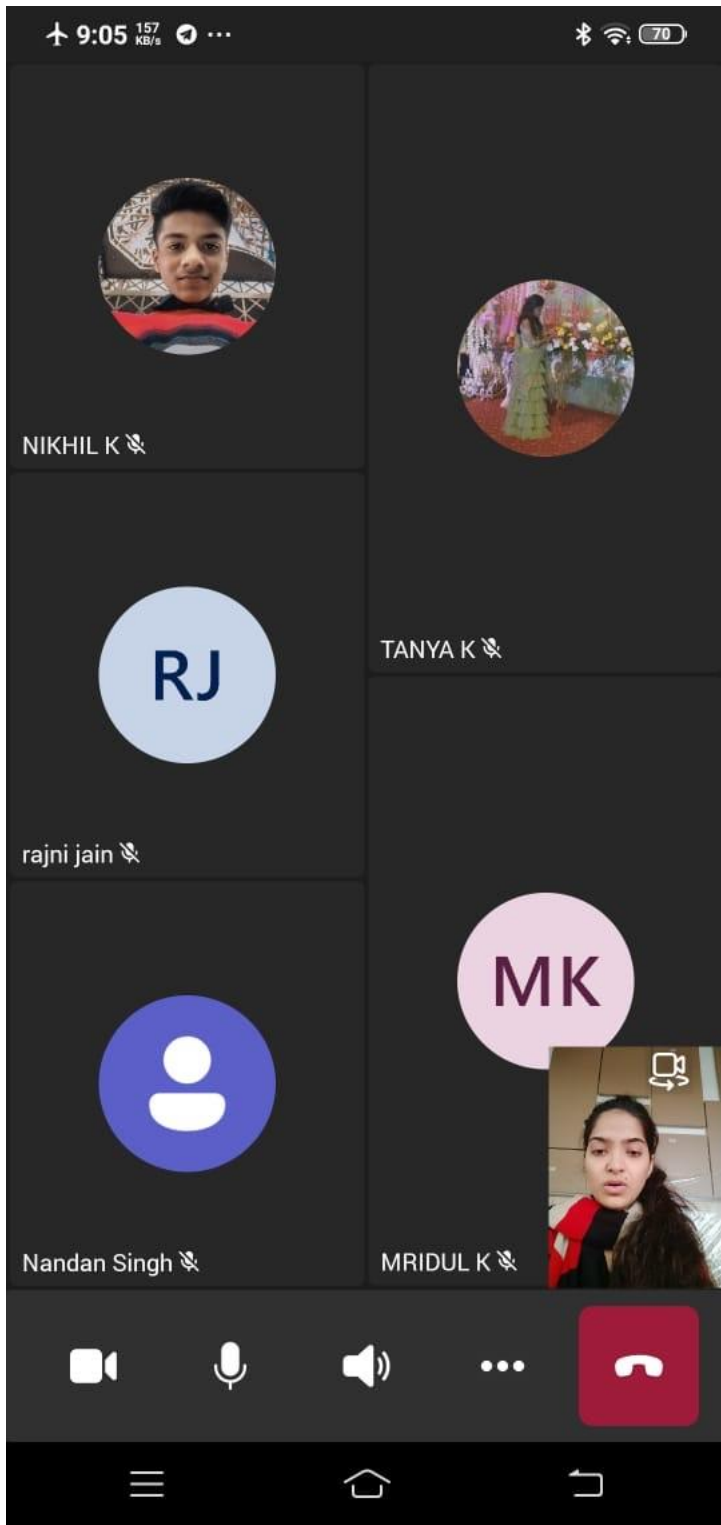 9:05 157 KB/s ... 70
NIKHIL K
TANYA K
RJ
rajni jain
MK
Nandan Singh
MRIDUL K